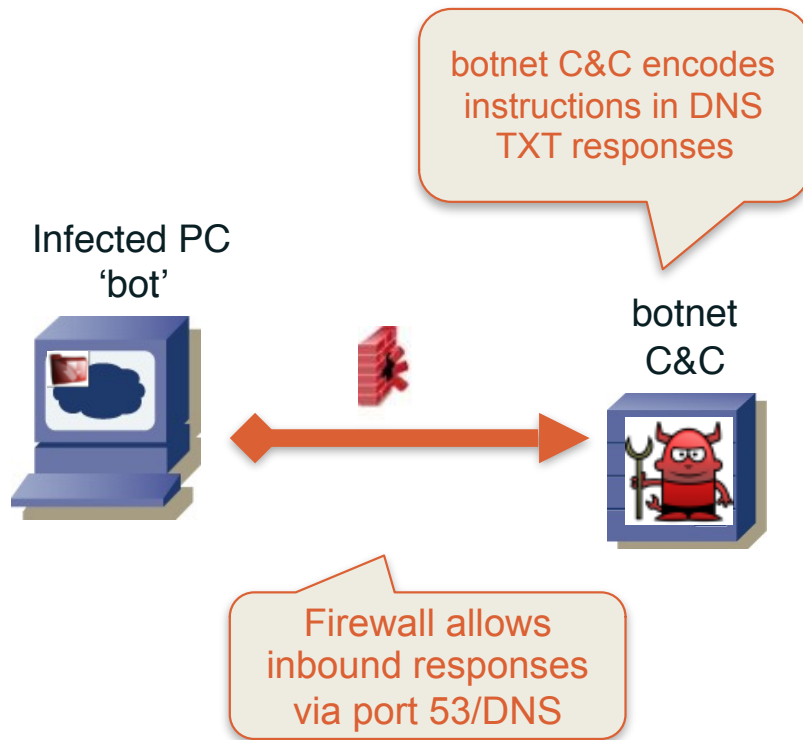 botnet C&C encodes
instructions in DNS
TXT responses
Infected PC
‘bot’
botnet
C&C
Firewall allows
inbound responses
via port 53/DNS